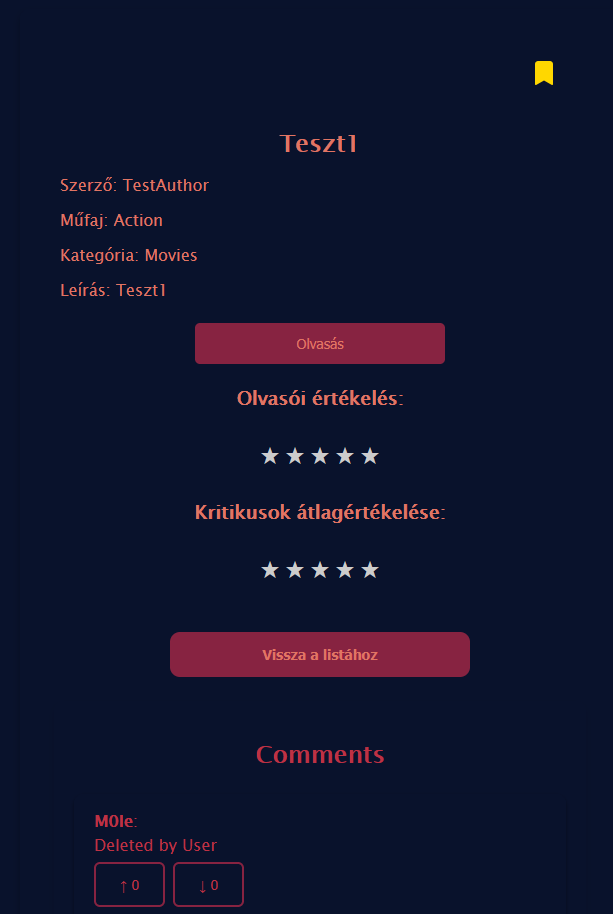 Teszt1
Szerző: TestAuthor
Műfaj: Action
Kategória: Movies
Leírás: Teszt1
Olvasás
Olvasói értékelés:
★ ★ ★ ★ ★
Kritikusok átlagértékelése:
★ ★ ★ ★ ★
Vissza a listához
Comments
M0le:
Deleted by User
↑ 0 ↓ 0